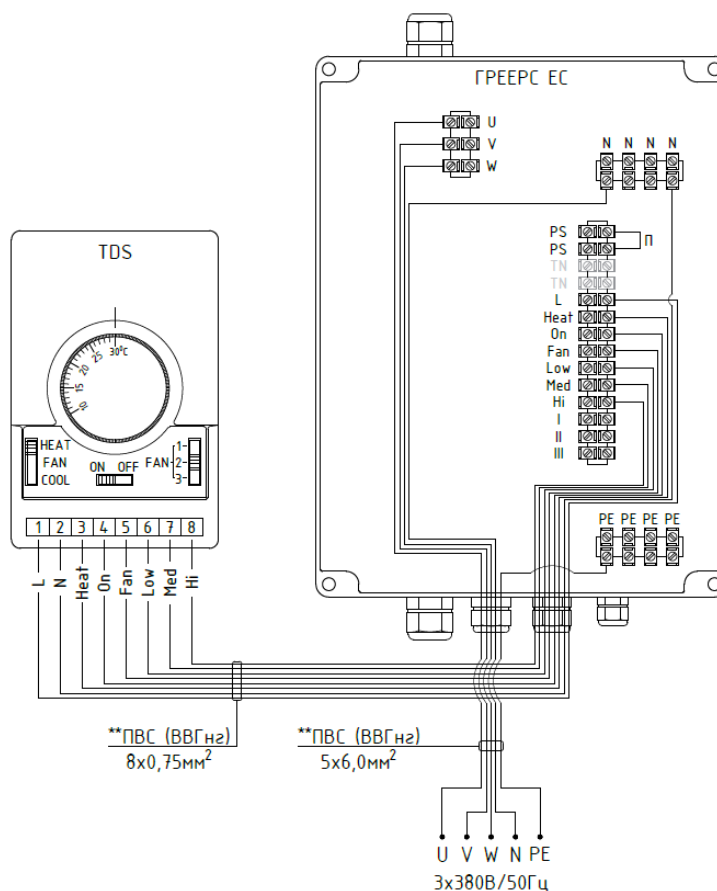 ГРЕЕРС ЕС
U
V
W
N N N N
PS
PS
П
TN
TN
L
Heat
On
Fan
Low
Med
Hi
I
II
III
PE PE PE PE
TDS
10 15 20 25 30°C
HEAT
FAN
COOL
ON OFF
FAN
1
2
3
1 2 3 4 5 6 7 8
L N Heat On Fan Low Med Hi
**ПВС (ВВГнг)
8х0,75мм²
**ПВС (ВВГнг)
5х6,0мм²
U V W N PE
3х380В/50Гц